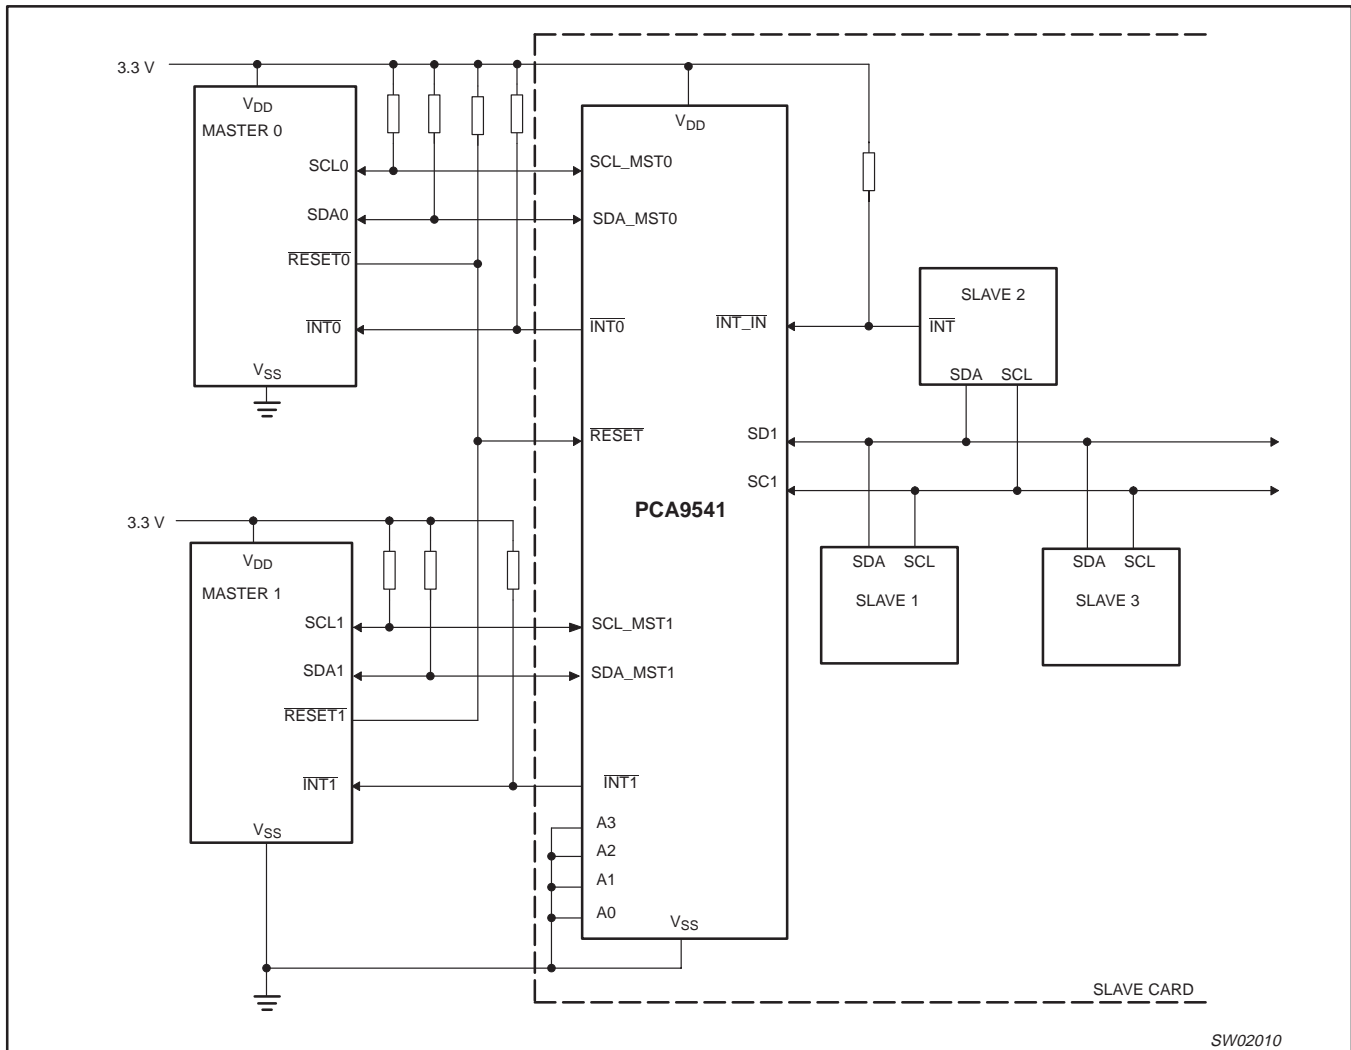 3.3 V
VDD
MASTER 0
SCL0
SDA0
RESET0
INT0
VSS
3.3 V
VDD
MASTER 1
SCL1
SDA1
RESET1
INT1
VSS
VDD
SCL_MST0
SDA_MST0
INT0
RESET
PCA9541
SCL_MST1
SDA_MST1
INT1
A3
A2
A1
A0
VSS
INT_IN
SD1
SC1
SLAVE 2
INT
SDA SCL
SDA SCL
SLAVE 1
SDA SCL
SLAVE 3
SLAVE CARD
SW02010